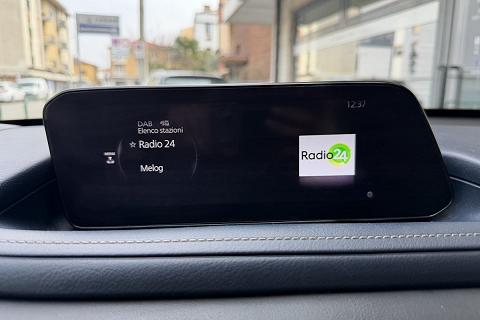 12:37
DAB
Elenco stazioni
☆ Radio 24
Melog
Radio24